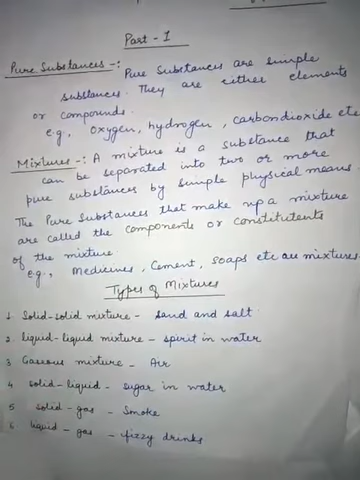 Part - I
Pure Substances -: Pure Substances are simple
substances. They are either elements
or compounds.
e.g., oxygen, hydrogen, carbondioxide etc
Mixtures -: A mixture is a substance that
can be separated into two or more
pure substances by simple physical means.
The Pure Substances that make up a mixture
are called the components or constitutents
of the mixture.
e.g., Medicines, Cement, soaps etc are mixtures.
Types of Mixtures
1. Solid-solid mixture - sand and salt
2. liquid-liquid mixture - spirit in water
3 Gaseous mixture - Air
4 solid-liquid - sugar in water
5 solid-gas - Smoke
6 liquid-gas - fizzy drinks